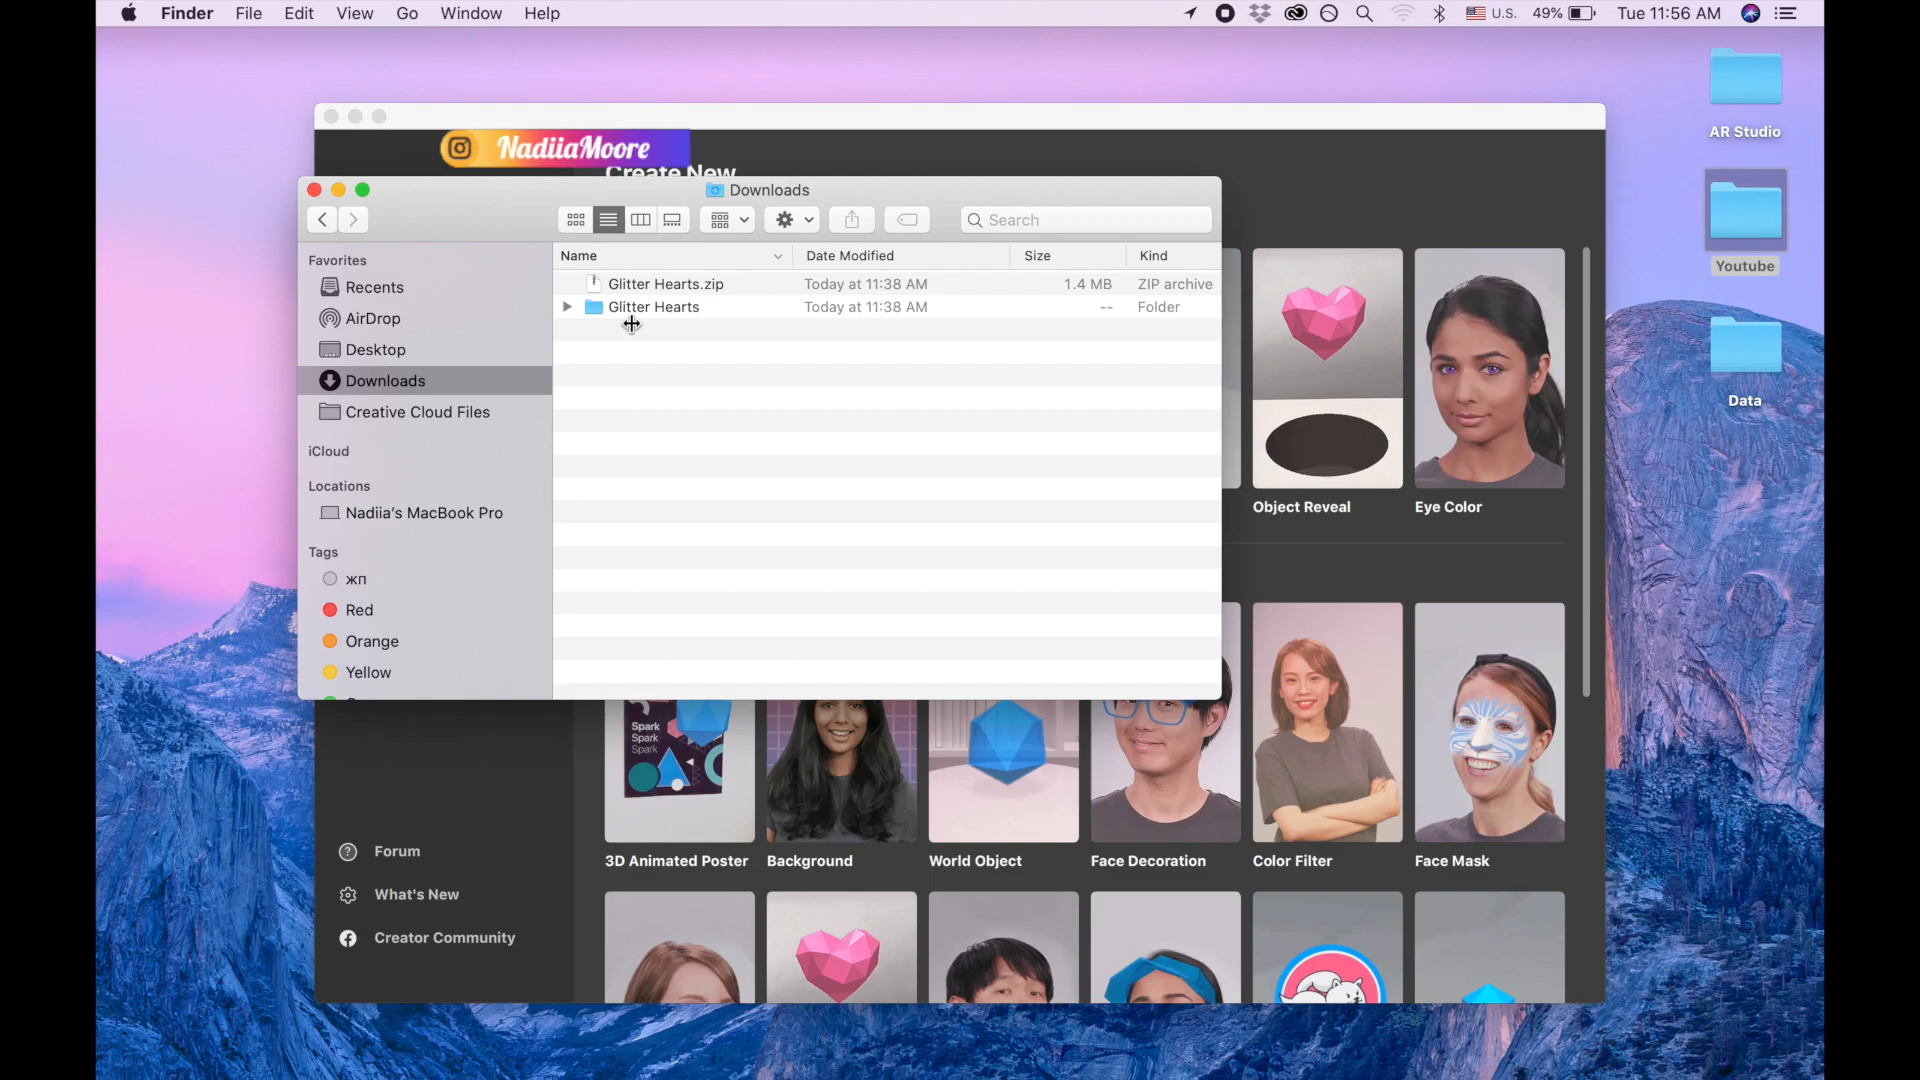 Finder File Edit View Go Window Help U.S. 49% Tue 11:56 AM
AR Studio
Youtube
Data
NadiiaMoore
Create New
Downloads
Search
Favorites
Recents
AirDrop
Desktop
Downloads
Creative Cloud Files
iCloud
Locations
Nadiia's MacBook Pro
Tags
жп
Red
Orange
Yellow
Name Date Modified Size Kind
Glitter Hearts.zip Today at 11:38 AM 1.4 MB ZIP archive
Glitter Hearts Today at 11:38 AM -- Folder
Object Reveal Eye Color
Spark
Spark
Spark
3D Animated Poster Background World Object Face Decoration Color Filter Face Mask
Forum
What's New
Creator Community